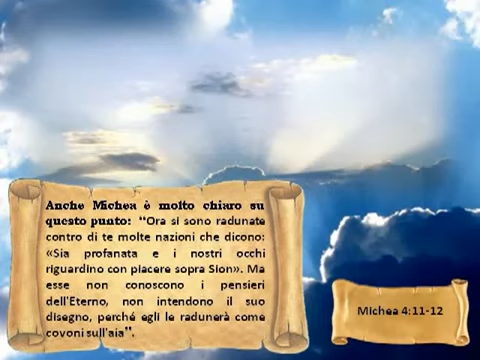 Anche Michea è molto chiaro su
questo punto: “Ora si sono radunate
contro di te molte nazioni che dicono:
«Sia profanata e i nostri occhi
riguardino con piacere sopra Sion». Ma
esse non conoscono i pensieri
dell'Eterno, non intendono il suo
disegno, perché egli le radunerà come
covoni sull'aia”.
Michea 4:11-12